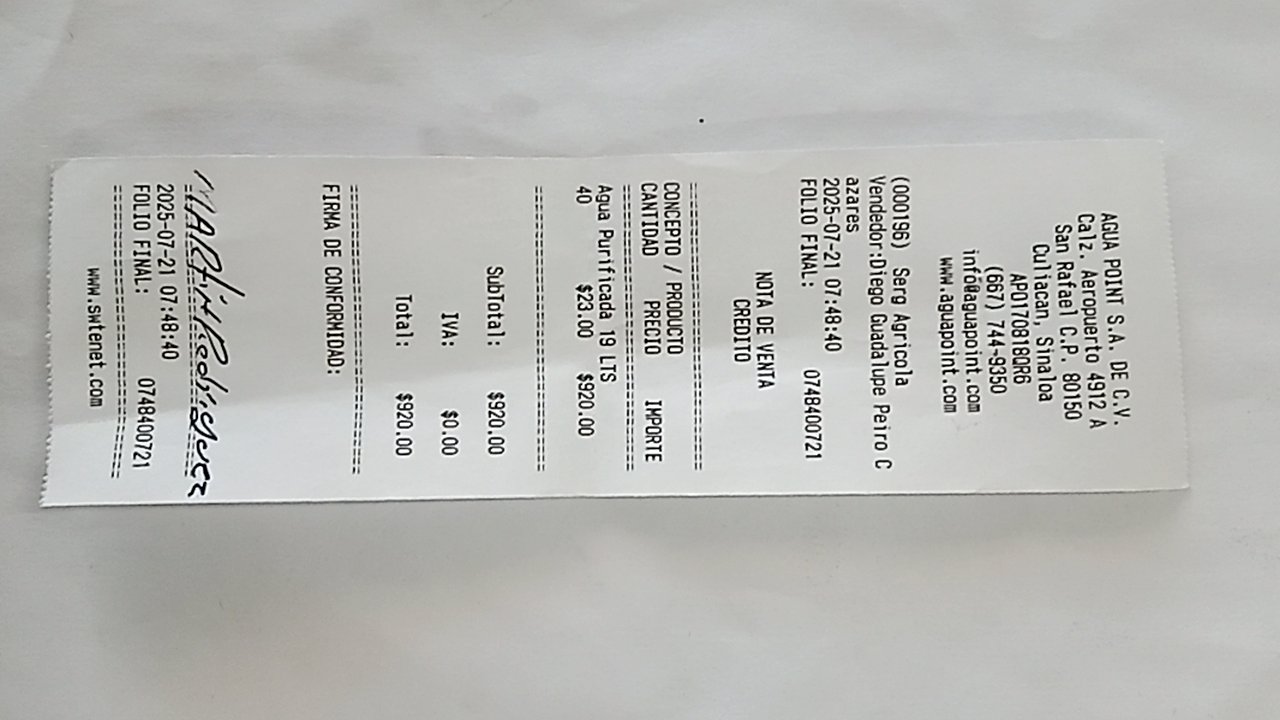 AGUA POINT S.A. DE C.V.
Calz. Aeropuerto 4912 A
San Rafael C.P. 80150
Culiacan, Sinaloa
APO170818QR6
(667) 744-9350
info@aguapoint.com
www.aguapoint.com
(000196) Serg Agricola
Vendedor:Diego Guadalupe Peiro C
azares
2025-07-21 07:48:40
FOLIO FINAL: 0748400721
NOTA DE VENTA
CREDITO
CONCEPTO / PRODUCTO
CANTIDAD PRECIO IMPORTE
Agua Purificada 19 LTS
40 $23.00 $920.00
SubTotal: $920.00
IVA: $0.00
Total: $920.00
FIRMA DE CONFORMIDAD:
MARtín Rodriguez
2025-07-21 07:48:40
FOLIO FINAL: 0748400721
www.swtenet.com